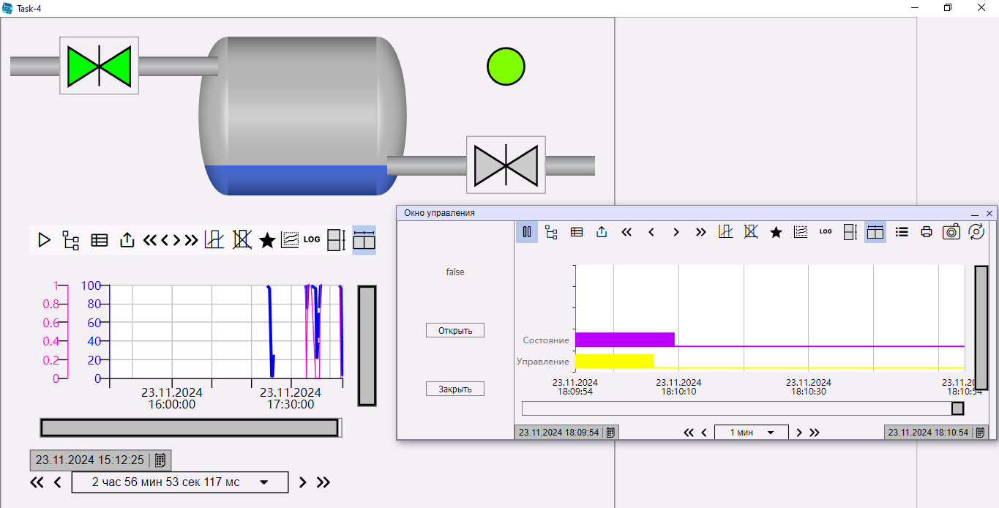 Task-4
Окно управления
LOG
LOG
false
Открыть
Закрыть
Состояние
Управление
23.11.2024
18:09:54
23.11.2024
18:10:10
23.11.2024
18:10:30
23.11.2024
18:10:54
23.11.2024 18:09:54
1 мин
23.11.2024 18:10:54
1
0.8
0.6
0.4
0.2
0
100
80
60
40
20
0
23.11.2024
16:00:00
23.11.2024
17:30:00
23.11.2024 15:12:25
2 час 56 мин 53 сек 117 мс